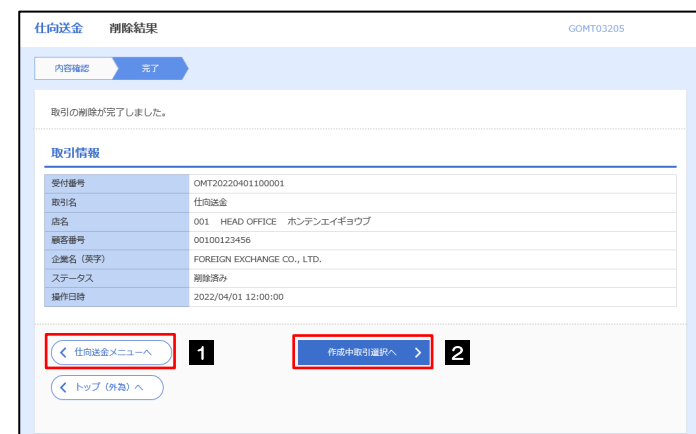 仕向送金 削除結果 GOMT03205
内容確認 完了
取引の削除が完了しました。
取引情報
受付番号 OMT20220401100001
取引名 仕向送金
店名 001 HEAD OFFICE ホンテンエイギョウブ
顧客番号 00100123456
企業名（英字） FOREIGN EXCHANGE CO., LTD.
ステータス 削除済み
操作日時 2022/04/01 12:00:00
仕向送金メニューへ 1 作成中取引選択へ 2
トップ（外為）へ